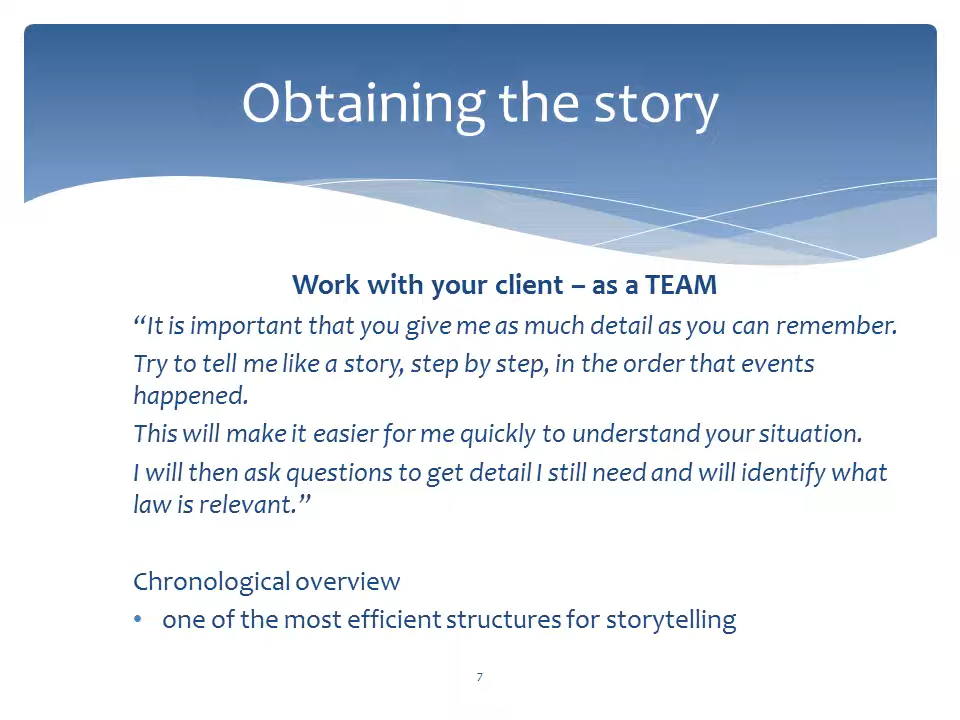 Obtaining the story
Work with your client – as a TEAM
“It is important that you give me as much detail as you can remember.
Try to tell me like a story, step by step, in the order that events
happened.
This will make it easier for me quickly to understand your situation.
I will then ask questions to get detail I still need and will identify what
law is relevant.”
Chronological overview
• one of the most efficient structures for storytelling
7